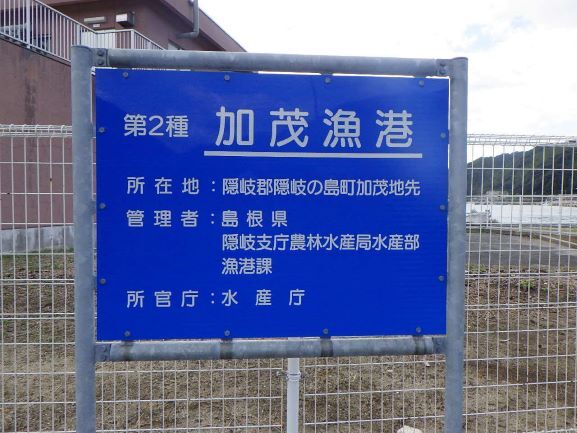 第2種 加茂漁港
所在地：隠岐郡隠岐の島町加茂地先
管理者：島根県
隠岐支庁農林水産局水産部
漁港課
所官庁：水産庁